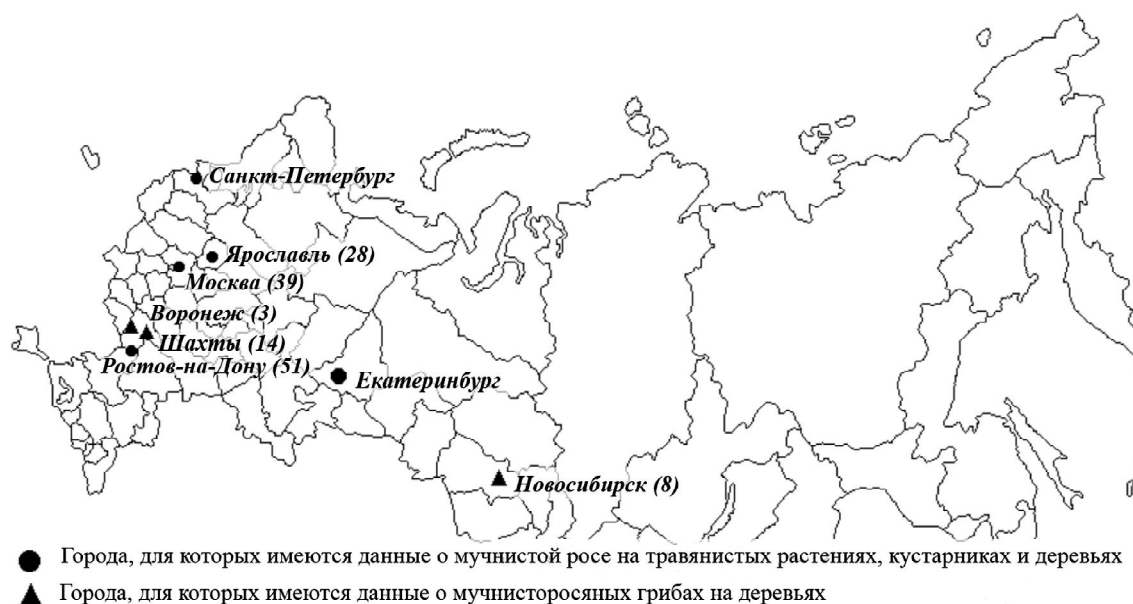 Санкт-Петербург
Ярославль (28)
Москва (39)
Воронеж (3)
Шахты (14)
Ростов-на-Дону (51)
Екатеринбург
Новосибирск (8)
Города, для которых имеются данные о мучнистой росе на травянистых растениях, кустарниках и деревьях
Города, для которых имеются данные о мучнисторосяных грибах на деревьях